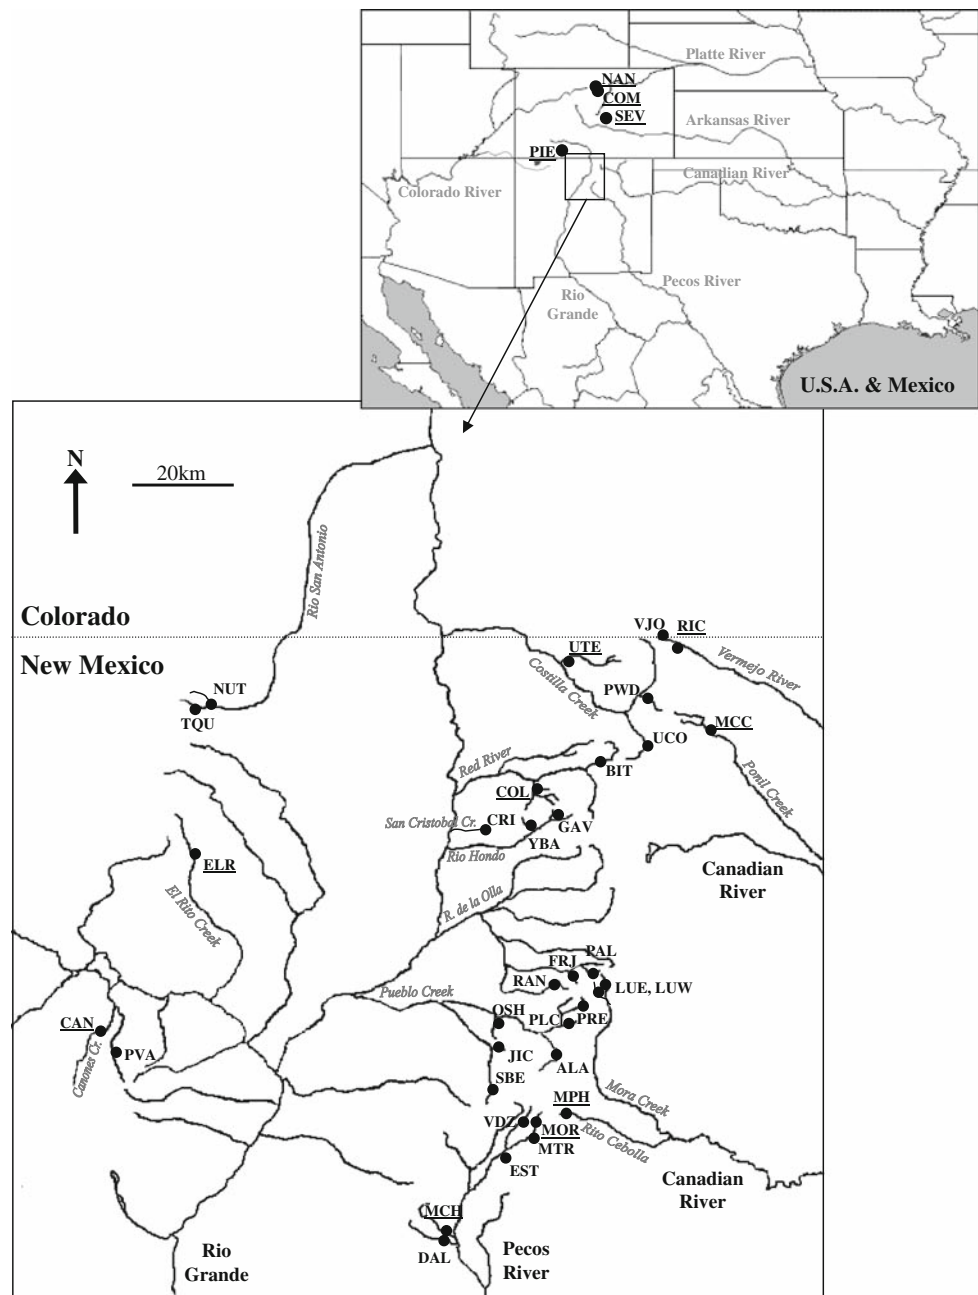 Platte River
NAN
COM
SEV
Arkansas River
PIE
Canadian River
Colorado River
Pecos River
Rio
Grande
U.S.A. & Mexico
N
20km
Rio San Antonio
Colorado
New Mexico
VJO
RIC
UTE
Vermejo River
Costilla Creek
PWD
NUT
TQU
MCC
UCO
Red River
BIT
Ponil Creek
COL
San Cristobal Cr.
CRI
GAV
YBA
Rio Hondo
ELR
Canadian
River
El Rito Creek
R. de la Olla
PAL
FRJ
RAN
LUE, LUW
Pueblo Creek
OSH
PLC
PRE
CAN
PVA
JIC
ALA
Canones Cr.
SBE
Mora Creek
MPH
VDZ
MOR
Rito Cebolla
MTR
EST
Canadian
River
MCH
DAL
Rio
Grande
Pecos
River